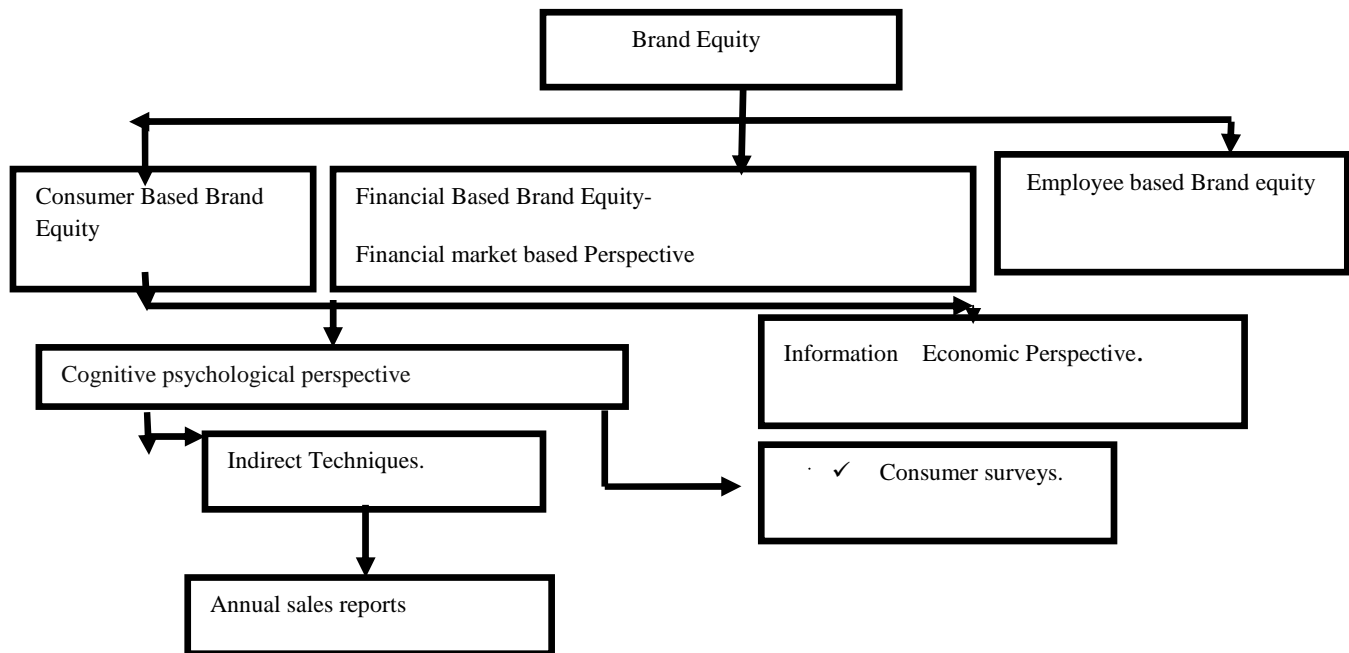 Brand Equity
Consumer Based Brand
Equity
Financial Based Brand Equity-
Financial market based Perspective
Employee based Brand equity
Cognitive psychological perspective
Information Economic Perspective.
Indirect Techniques.
✓ Consumer surveys.
Annual sales reports